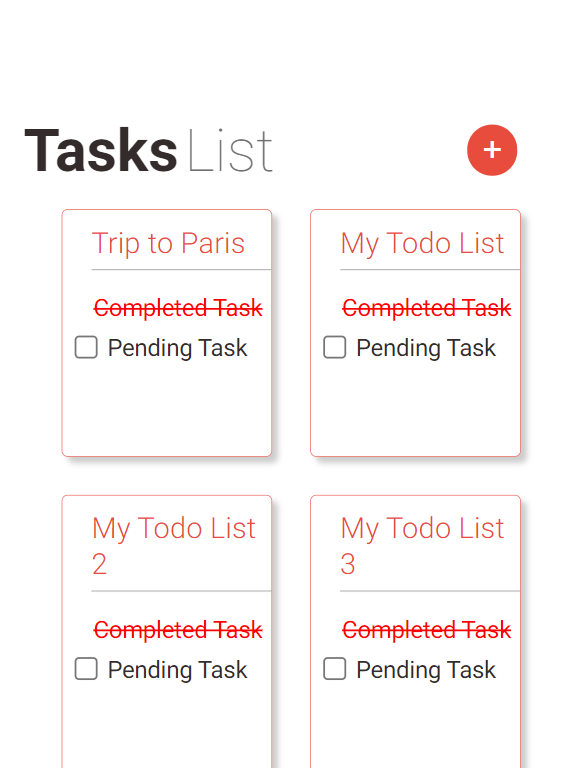 Tasks List +
Trip to Paris
Completed Task
Pending Task
My Todo List
Completed Task
Pending Task
My Todo List
2
Completed Task
Pending Task
My Todo List
3
Completed Task
Pending Task